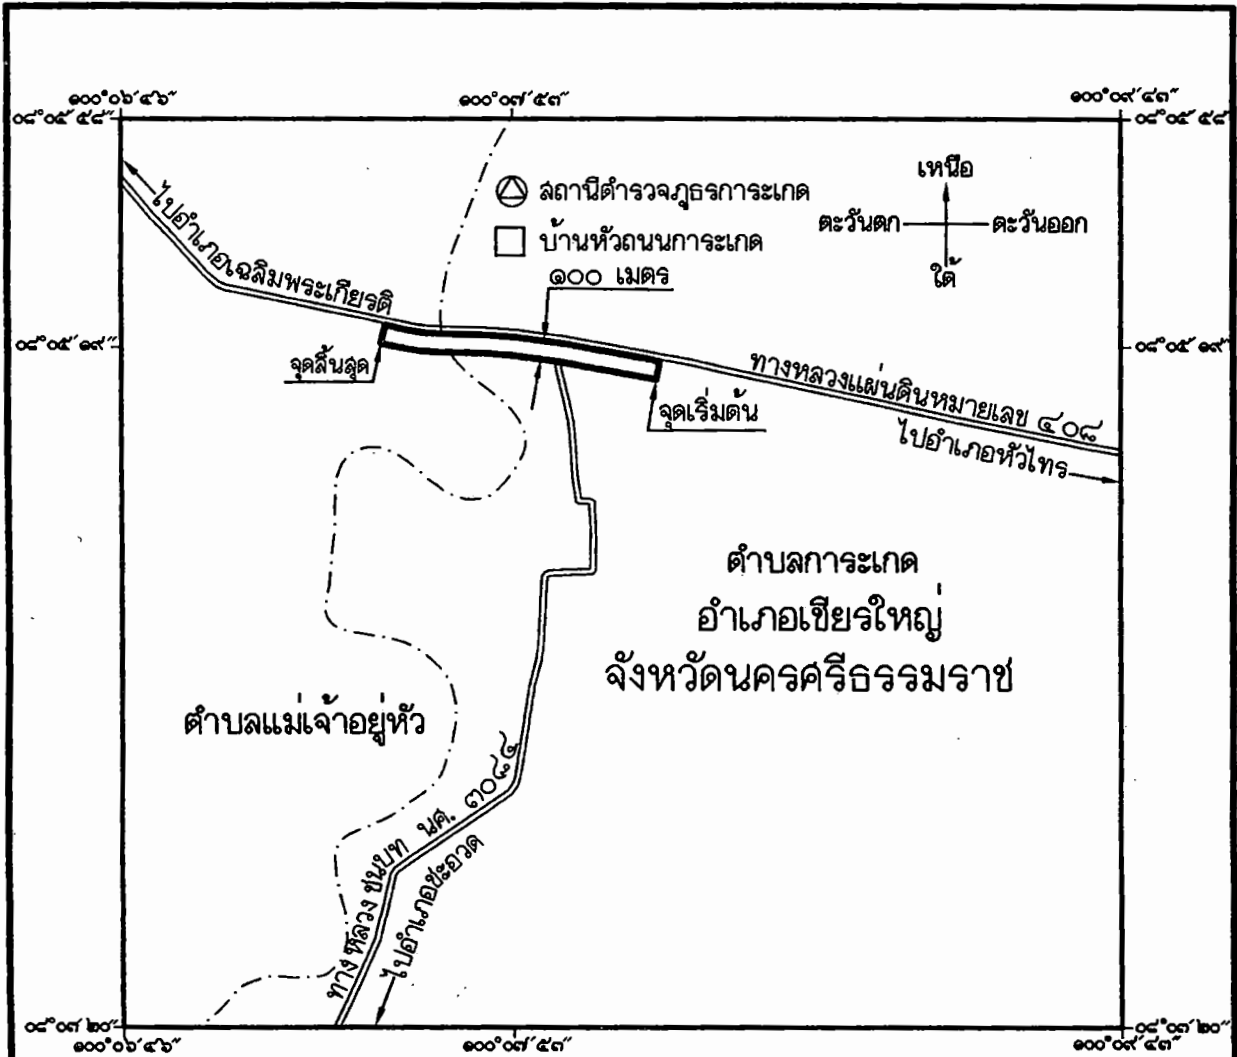 ๑๐๐°๐๖´๔๖˝ ๑๐๐°๐๗´๕๓˝ ๑๐๐°๐๙´๔๓˝
๐๘°๐๕´๕๘˝ ๐๘°๐๕´๕๘˝
เหนือ
สถานีตำรวจภูธรการะเกด
ตะวันตก ตะวันออก
บ้านหัวถนนการะเกด
ใต้
๑๐๐ เมตร
ไปอำเภอเฉลิมพระเกียรติ
๐๘°๐๕´๑๙˝ ๐๘°๐๕´๑๙˝
จุดสิ้นสุด
จุดเริ่มต้น
ทางหลวงแผ่นดินหมายเลข ๔๐๘
ไปอำเภอหัวไทร
ตำบลการะเกด
อำเภอเชียรใหญ่
จังหวัดนครศรีธรรมราช
ตำบลแม่เจ้าอยู่หัว
ทางหลวงชนบท นศ. ๓๐๘๔
ไปอำเภอชะอวด
๐๘°๐๓´๒๐˝ ๐๘°๐๓´๒๐˝
๑๐๐°๐๖´๔๖˝ ๑๐๐°๐๗´๕๓˝ ๑๐๐°๐๙´๔๓˝